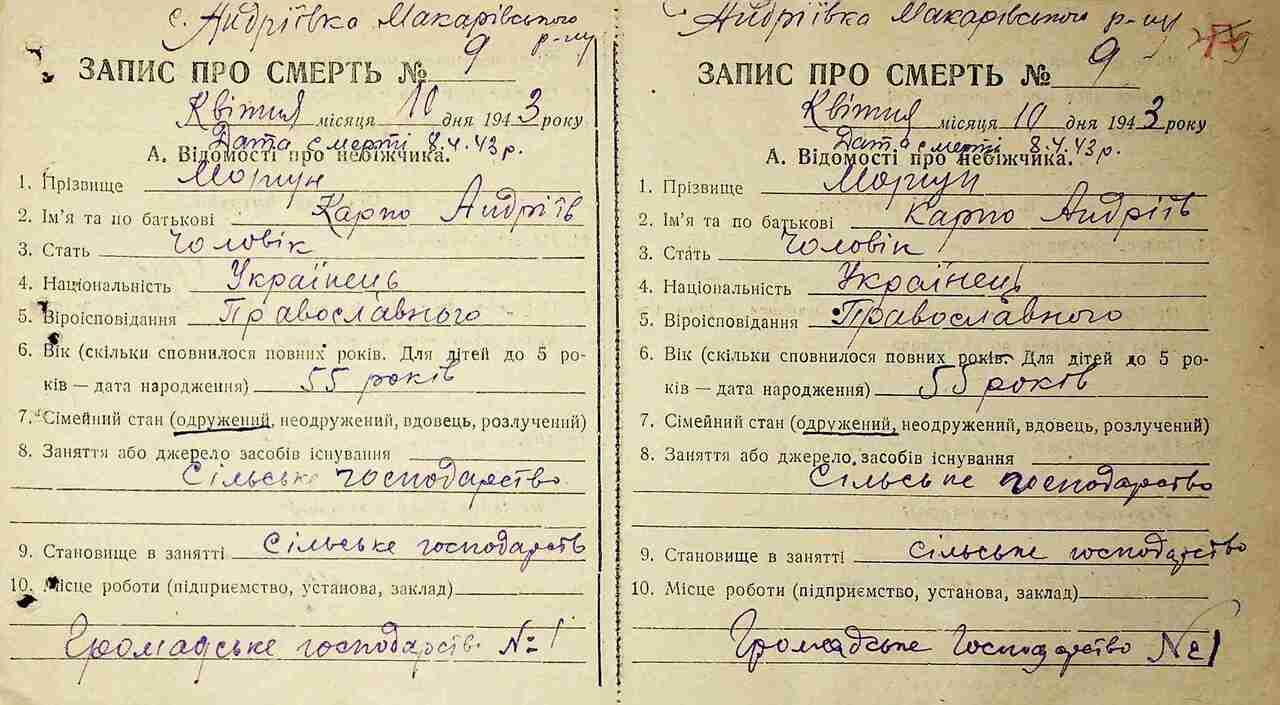 с. Андріївка Макарівського
р-ну
ЗАПИС ПРО СМЕРТЬ № 9
Квітня місяця 10 дня 1943 року
Дата смерті 8.4.43 р.
А. Відомості про небіжчика.
1. Прізвище Моргун
2. Ім'я та по батькові Карпо Андріїв
3. Стать Чоловік
4. Національність Українець
5. Віроісповідання Православного
6. Вік (скільки сповнилося повних років. Для дітей до 5 ро-
ків — дата народження) 55 років
7. Сімейний стан (одружений, неодружений, вдовець, розлучений)
8. Заняття або джерело засобів існування
Сільське господарство
9. Становище в занятті Сільське господарств
10. Місце роботи (підприємство, установа, заклад)
Громадське господарств № 1
с. Андріївка Макарівського р-ну
ЗАПИС ПРО СМЕРТЬ № 9
Квітня місяця 10 дня 1943 року
Дата смерті 8.4.43 р.
А. Відомості про небіжчика.
1. Прізвище Моргун
2. Ім'я та по батькові Карпо Андріїв
3. Стать Чоловік
4. Національність Українець
5. Віроісповідання Православного
6. Вік (скільки сповнилося повних років. Для дітей до 5 ро-
ків — дата народження) 55 років
7. Сімейний стан (одружений, неодружений, вдовець, розлучений)
8. Заняття або джерело засобів існування
Сільське господарство
9. Становище в занятті Сільське господарство
10. Місце роботи (підприємство, установа, заклад)
Громадське Господарство № 1